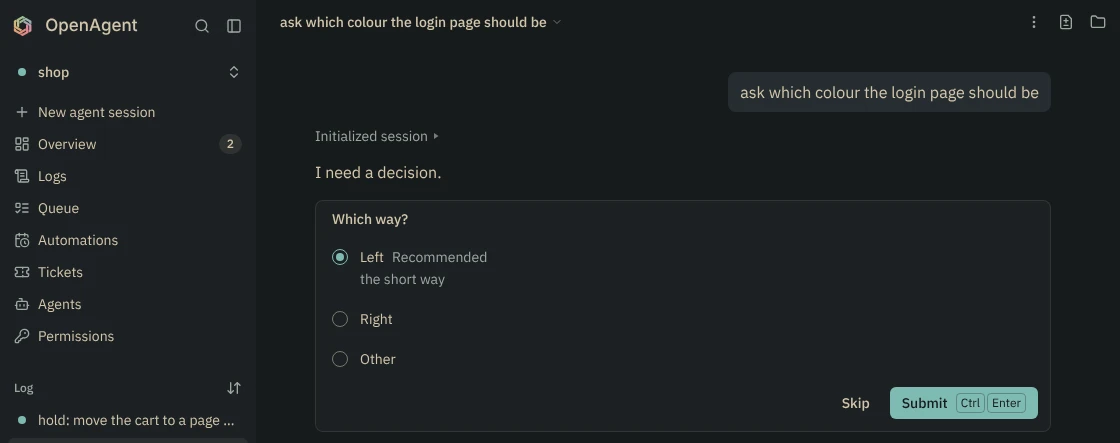 OpenAgent
shop
New agent session
Overview 2
Logs
Queue
Automations
Tickets
Agents
Permissions
Log
hold: move the cart to a page ...
ask which colour the login page should be
ask which colour the login page should be
Initialized session
I need a decision.
Which way?
Left Recommended
the short way
Right
Other
Skip Submit Ctrl Enter